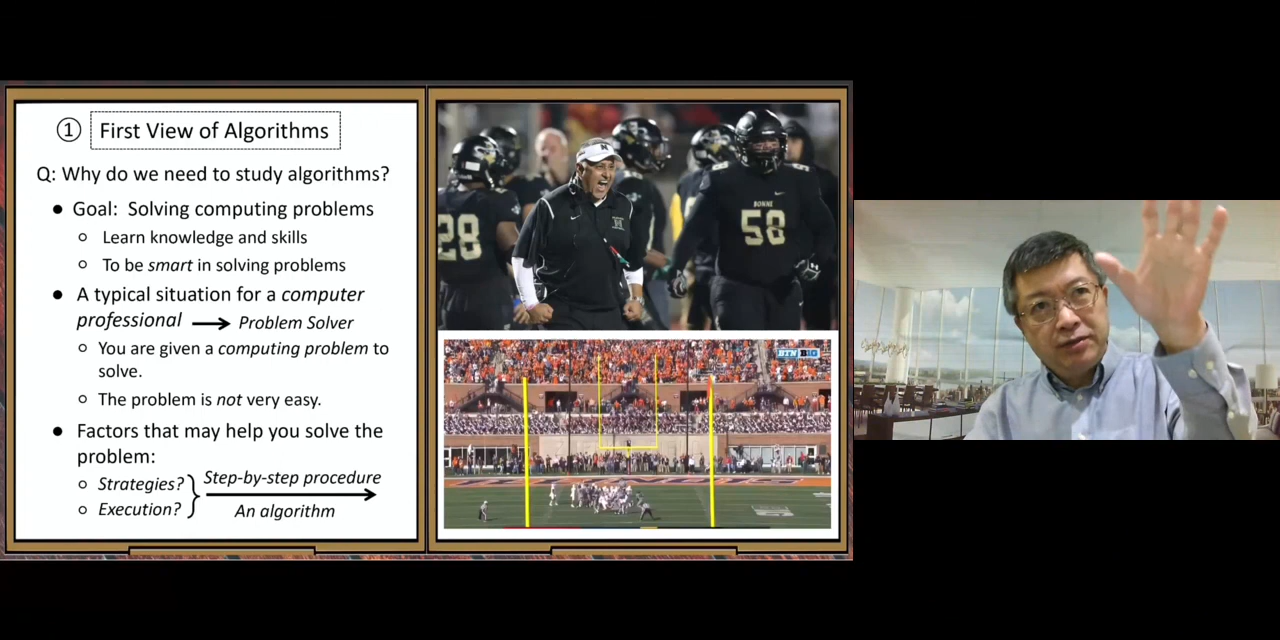 ① First View of Algorithms
Q: Why do we need to study algorithms?
● Goal: Solving computing problems
○ Learn knowledge and skills
○ To be smart in solving problems
● A typical situation for a computer
professional → Problem Solver
○ You are given a computing problem to
solve.
○ The problem is not very easy.
● Factors that may help you solve the
problem:
○ Strategies? } Step-by-step procedure
○ Execution? An algorithm
28
BONNE
58
BTN B1G